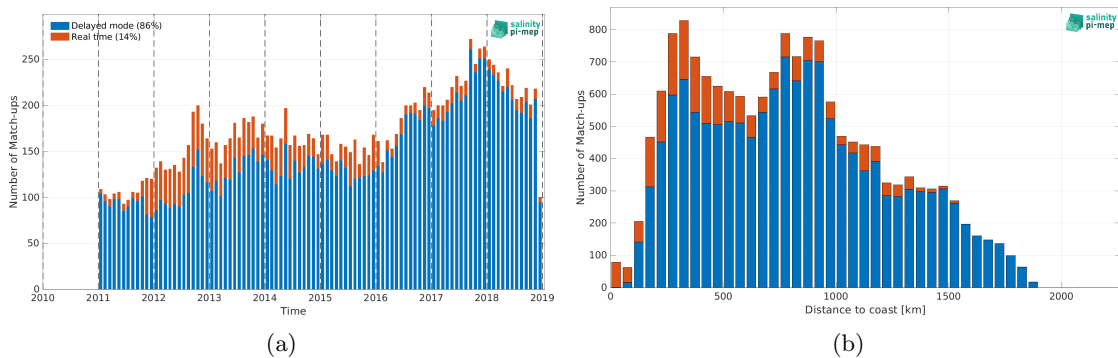 Delayed mode (86%)
Real time (14%)
salinity
pi-mep
Number of Match-ups
250
200
150
100
50
0
2010 2011 2012 2013 2014 2015 2016 2017 2018 2019
Time
(a)
salinity
pi-mep
Number of Match-ups
800
700
600
500
400
300
200
100
0
0 500 1000 1500 2000
Distance to coast [km]
(b)